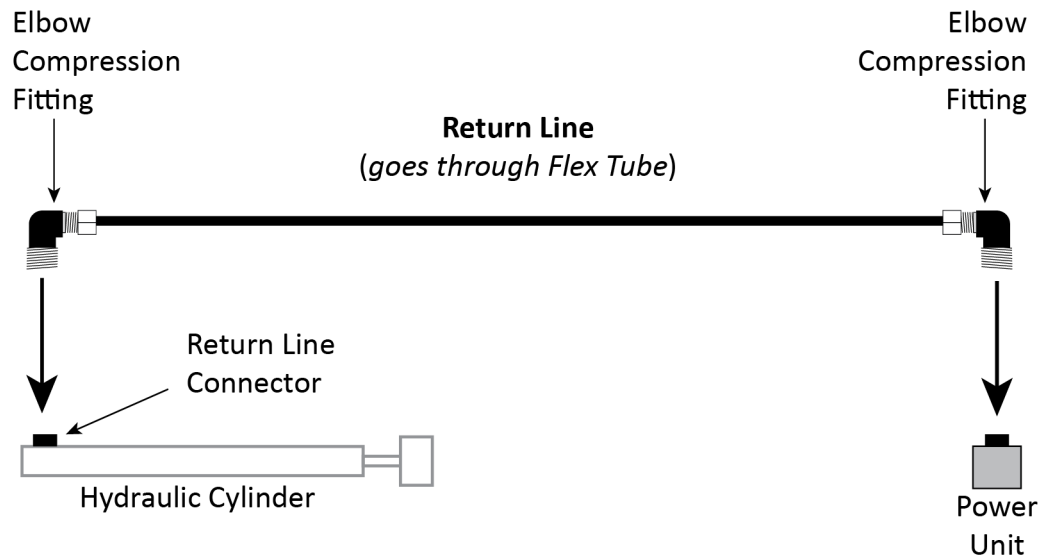 Elbow
Compression
Fitting
Elbow
Compression
Fitting
Return Line
(goes through Flex Tube)
Return Line
Connector
Hydraulic Cylinder
Power
Unit